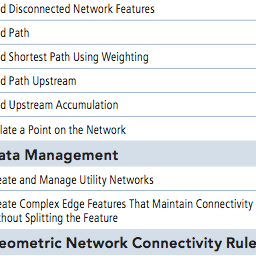 d Disconnected Network Features
d Path
d Shortest Path Using Weighting
d Path Upstream
d Upstream Accumulation
late a Point on the Network
ata Management
eate and Manage Utility Networks
eate Complex Edge Features That Maintain Connectivity
hout Splitting the Feature
eometric Network Connectivity Rule